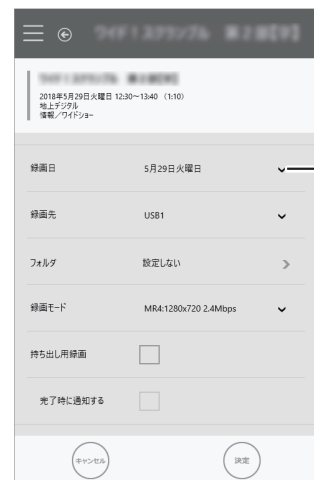 2018年5月29日火曜日 12:30～13:40 （1:10）
地上デジタル
情報／ワイドショー
録画日 5月29日火曜日
録画先 USB1
フォルダ 設定しない
録画モード MR4:1280x720 2.4Mbps
持ち出し用録画
完了時に通知する
キャンセル 決定